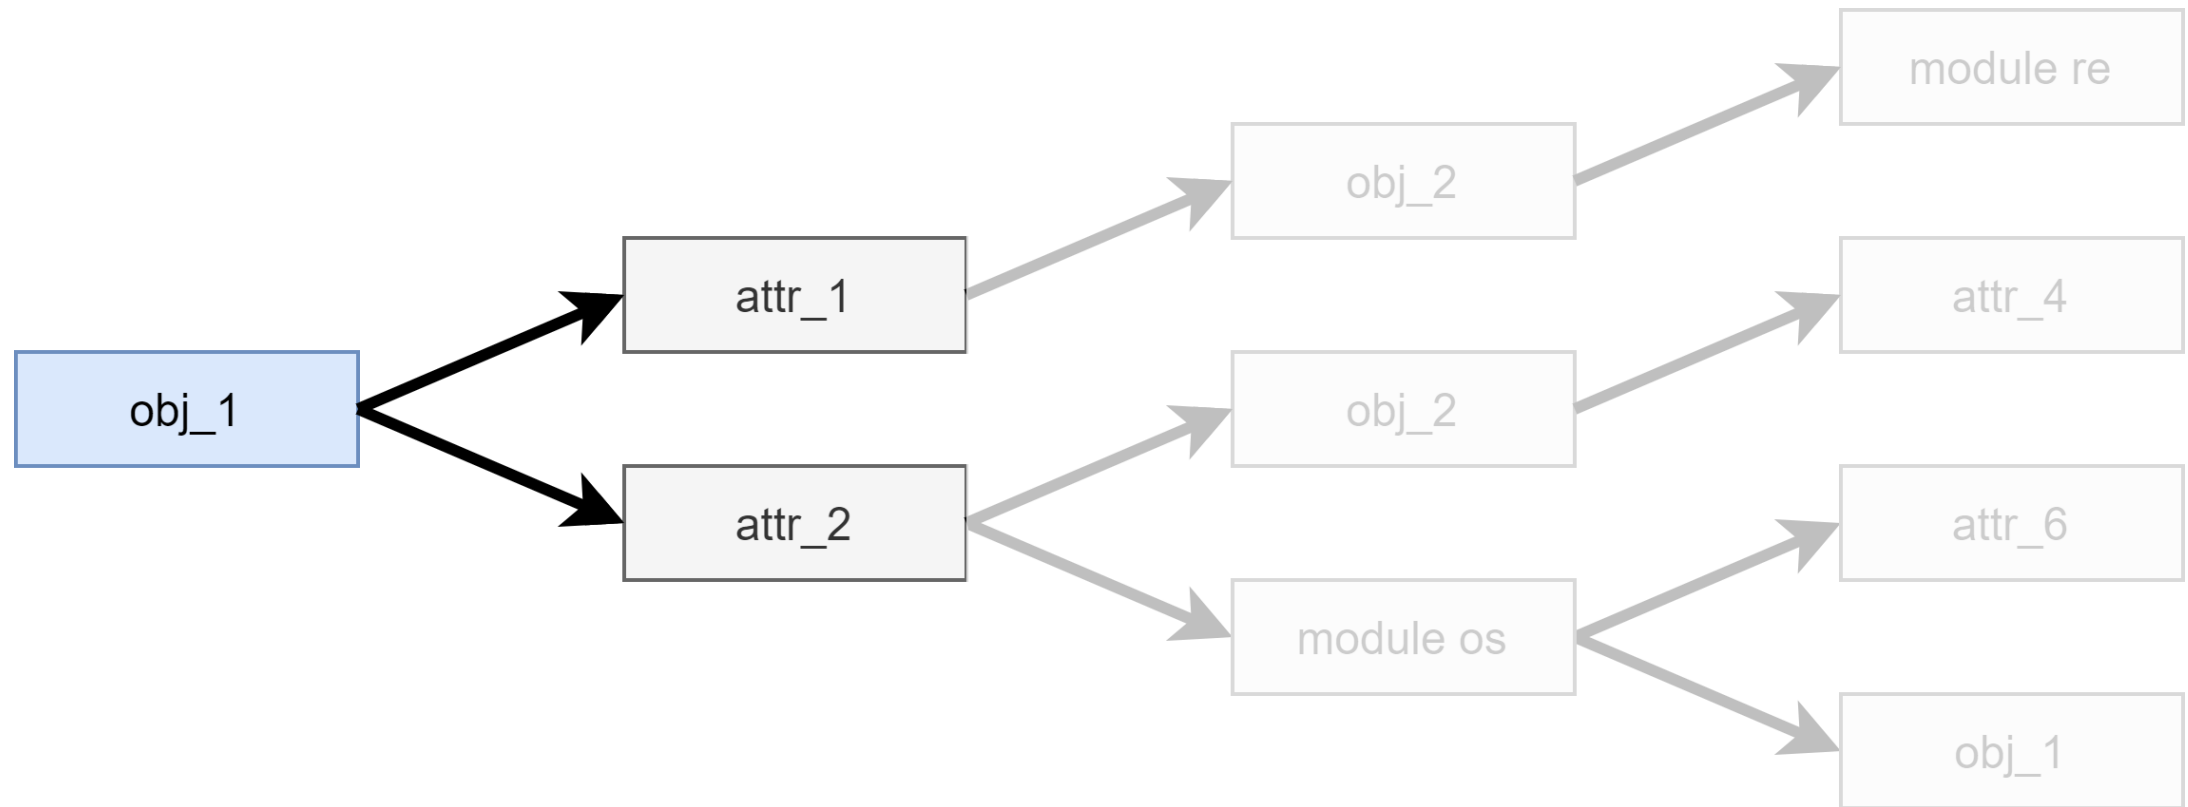 module re
obj_2
attr_1
attr_4
obj_1
obj_2
attr_2
attr_6
module os
obj_1